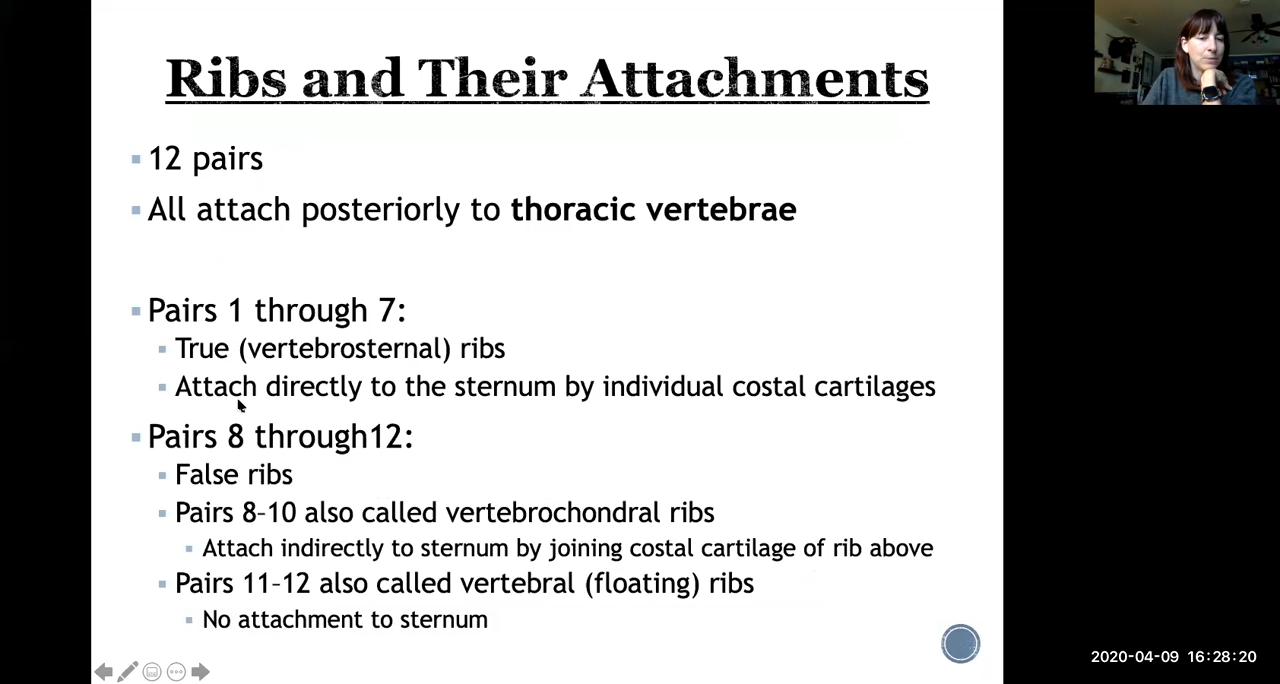 Ribs and Their Attachments
12 pairs
All attach posteriorly to thoracic vertebrae
Pairs 1 through 7:
True (vertebrosternal) ribs
Attach directly to the sternum by individual costal cartilages
Pairs 8 through12:
False ribs
Pairs 8–10 also called vertebrochondral ribs
Attach indirectly to sternum by joining costal cartilage of rib above
Pairs 11–12 also called vertebral (floating) ribs
No attachment to sternum
2020-04-09 16:28:20